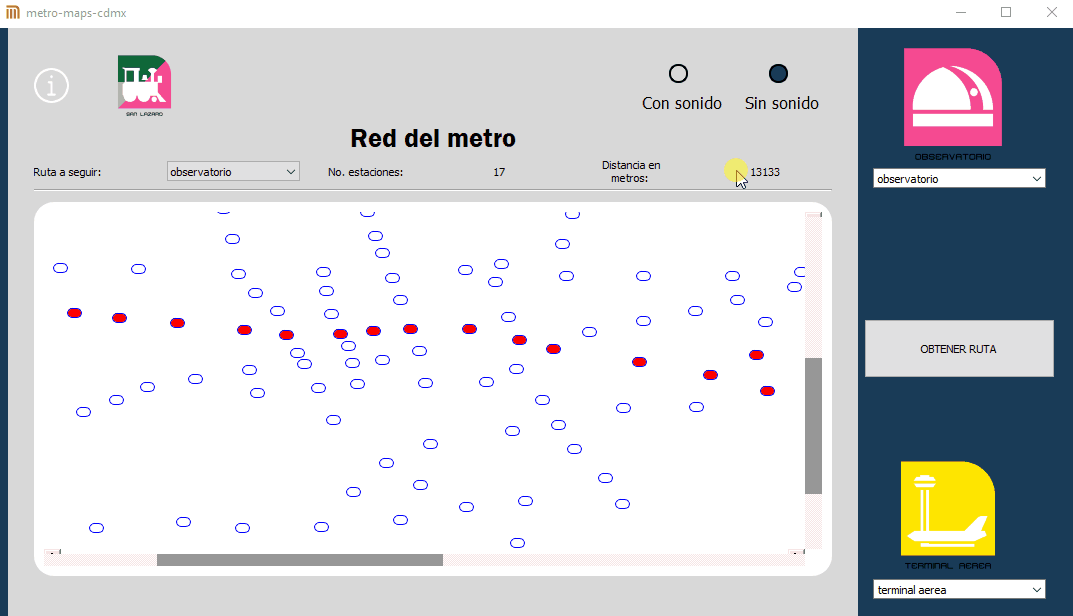 metro-maps-cdmx
SAN LAZARO
Con sonido
Sin sonido
Red del metro
Ruta a seguir:
observatorio
No. estaciones:
17
Distancia en
metros:
13133
OBSERVATORIO
observatorio
OBTENER RUTA
TERMINAL AEREA
terminal aerea